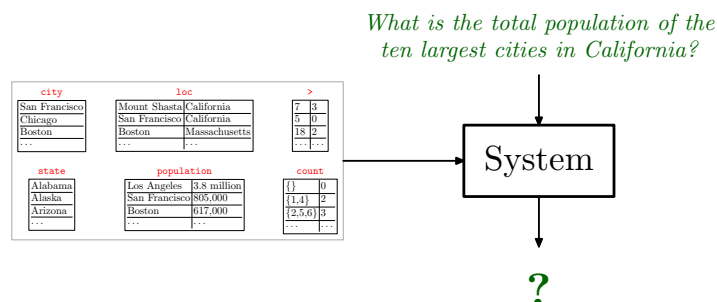 What is the total population of the
ten largest cities in California?
city
San Francisco
Chicago
Boston
...
loc
Mount Shasta California
San Francisco California
Boston Massachusetts
... ...
>
7 3
5 0
18 2
... ...
state
Alabama
Alaska
Arizona
...
population
Los Angeles 3.8 million
San Francisco 805,000
Boston 617,000
... ...
count
{} 0
{1,4} 2
{2,5,6} 3
... ...
System
?